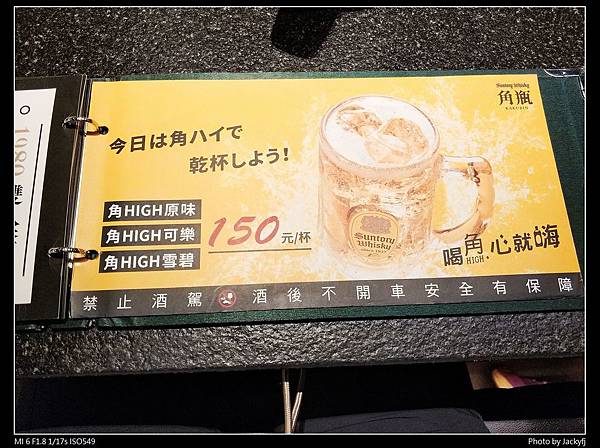 Suntory Whisky
角瓶
KAKUBIN
今日は角ハイで
乾杯しよう!
角HIGH原味
角HIGH可樂
角HIGH雪碧
150元/杯
Suntory
Whisky
喝角HIGH,心就嗨
禁止酒駕 酒後不開車安全有保障
1989
MI 6 F1.8 1/17s ISO549
Photo by Jackyfj